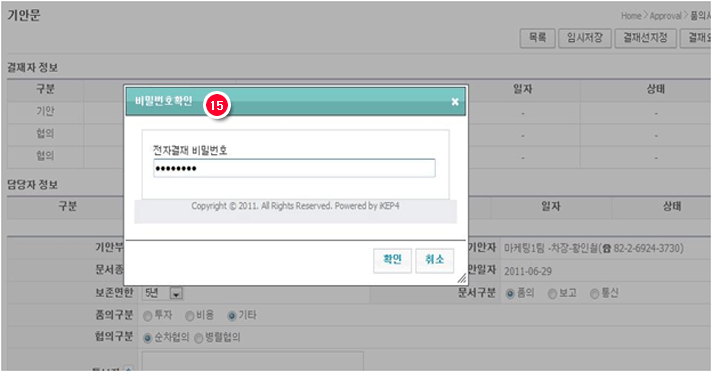 기안문
Home > Approval > 품의서
목록 임시저장 결재선지정 결재요
결재자 정보
구분 일자 상태
기안 - -
협의 - -
협의 - -
비밀번호확인 15
전자결재 비밀번호
••••••••
Copyright © 2011. All Rights Reserved. Powered by iKEP4
확인 취소
담당자 정보
구분 일자 상태
기안부 기안자 마케팅1팀 -차장-황인철(☎ 82-2-6924-3730)
문서종 안일자 2011-06-29
보존연한 5년 문서구분 품의 보고 통신
품의구분 투자 비용 기타
협의구분 순차협의 병렬협의